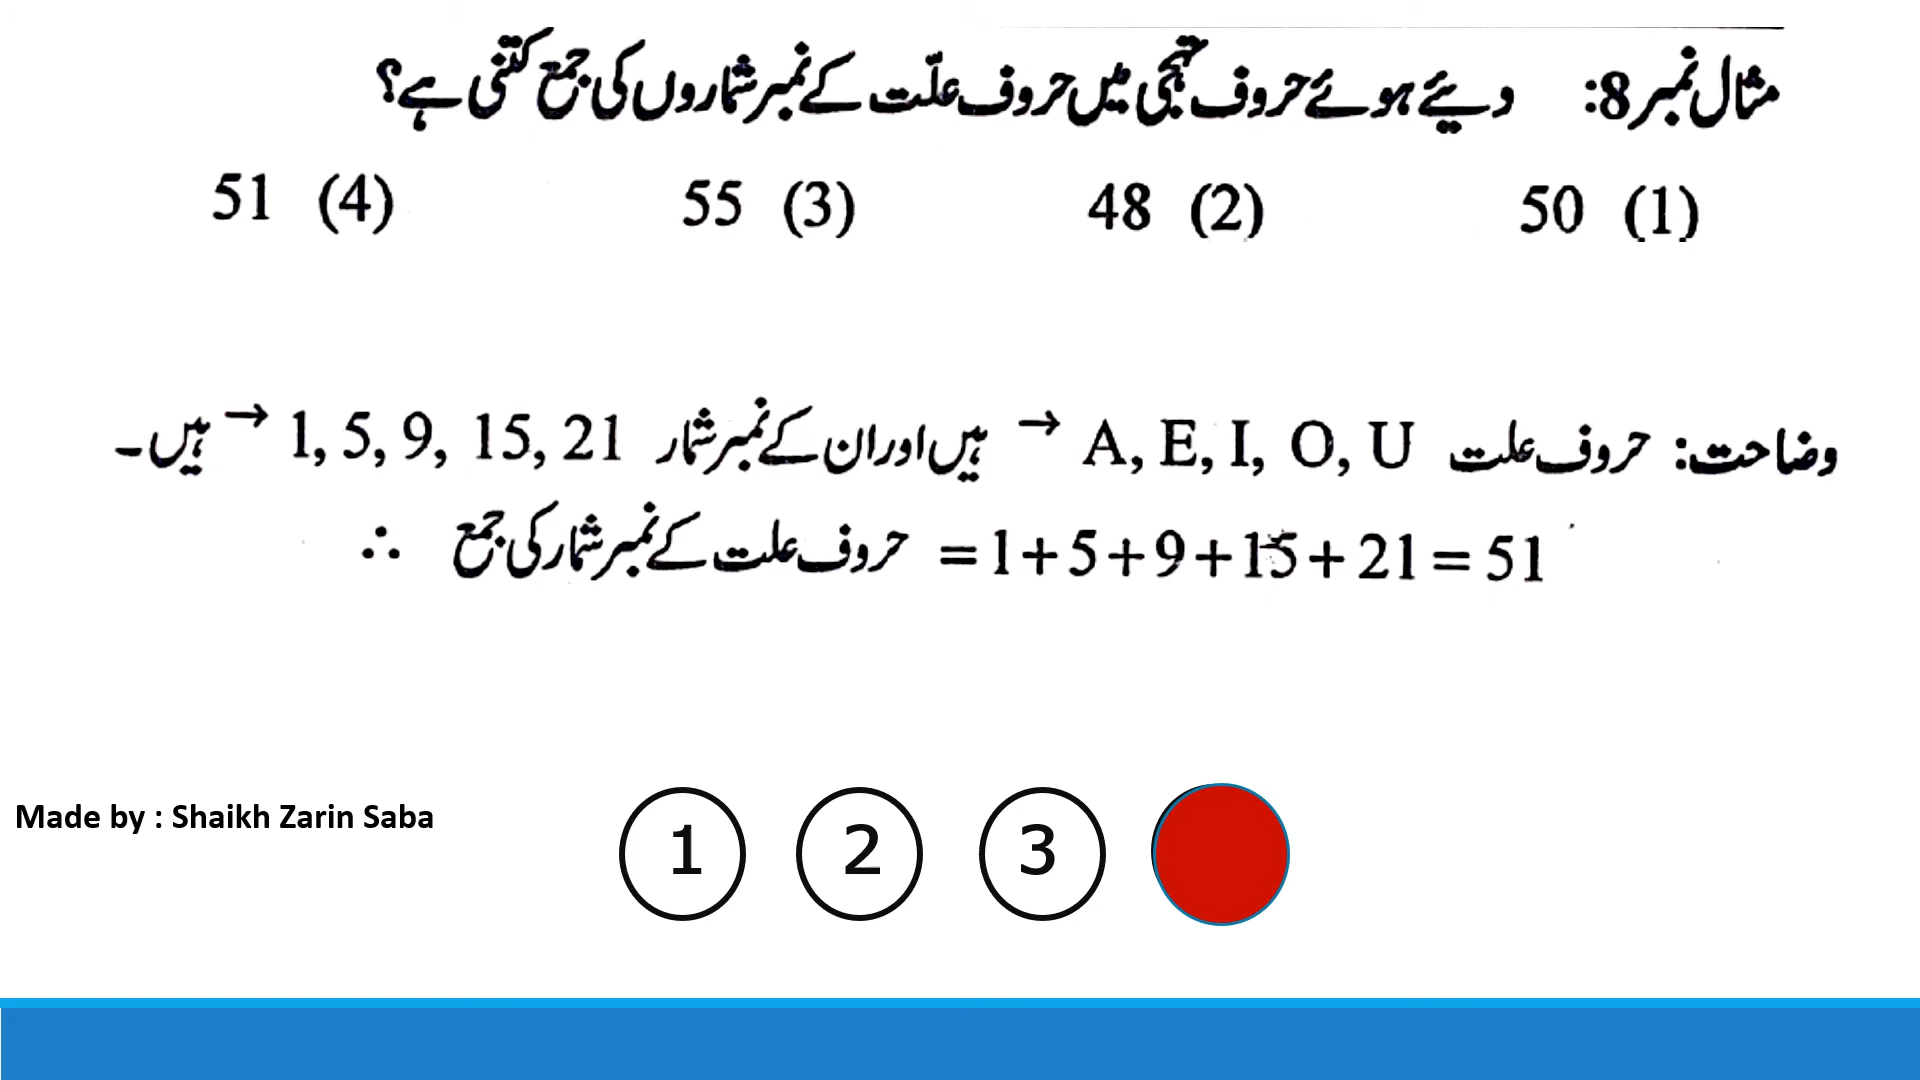 مثال نمبر 8: دیئے ہوئے حروف تہجی میں حروف علّت کے نمبر شماروں کی جمع کتنی ہے؟
50 (1) 48 (2) 55 (3) 51 (4)
وضاحت: حروف علت A, E, I, O, U → ہیں اور ان کے نمبر شمار 1, 5, 9, 15, 21 → ہیں۔
∴ حروف علت کے نمبر شمار کی جمع = 1 + 5 + 9 + 15 + 21 = 51
Made by : Shaikh Zarin Saba
1 2 3